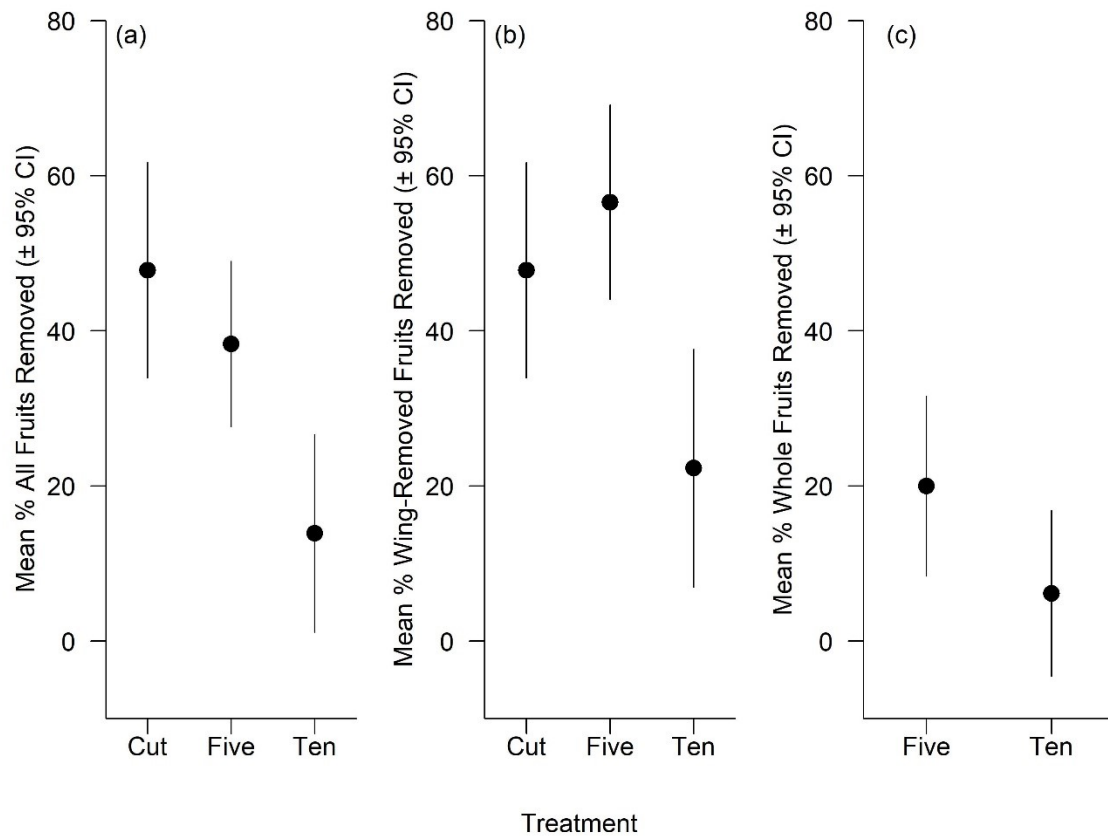 (a)
Mean % All Fruits Removed (± 95% CI)
80
60
40
20
0
Cut Five Ten
(b)
Mean % Wing-Removed Fruits Removed (± 95% CI)
80
60
40
20
0
Cut Five Ten
(c)
Mean % Whole Fruits Removed (± 95% CI)
80
60
40
20
0
Five Ten
Treatment